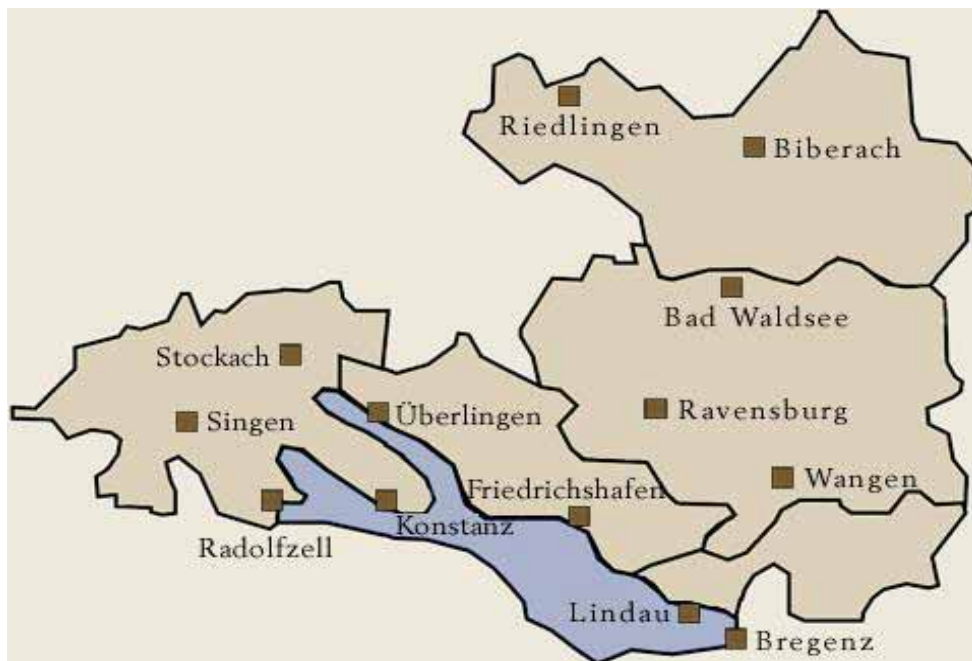 Riedlingen
Biberach
Bad Waldsee
Stockach
Überlingen
Ravensburg
Singen
Wangen
Friedrichshafen
Konstanz
Radolfzell
Lindau
Bregenz